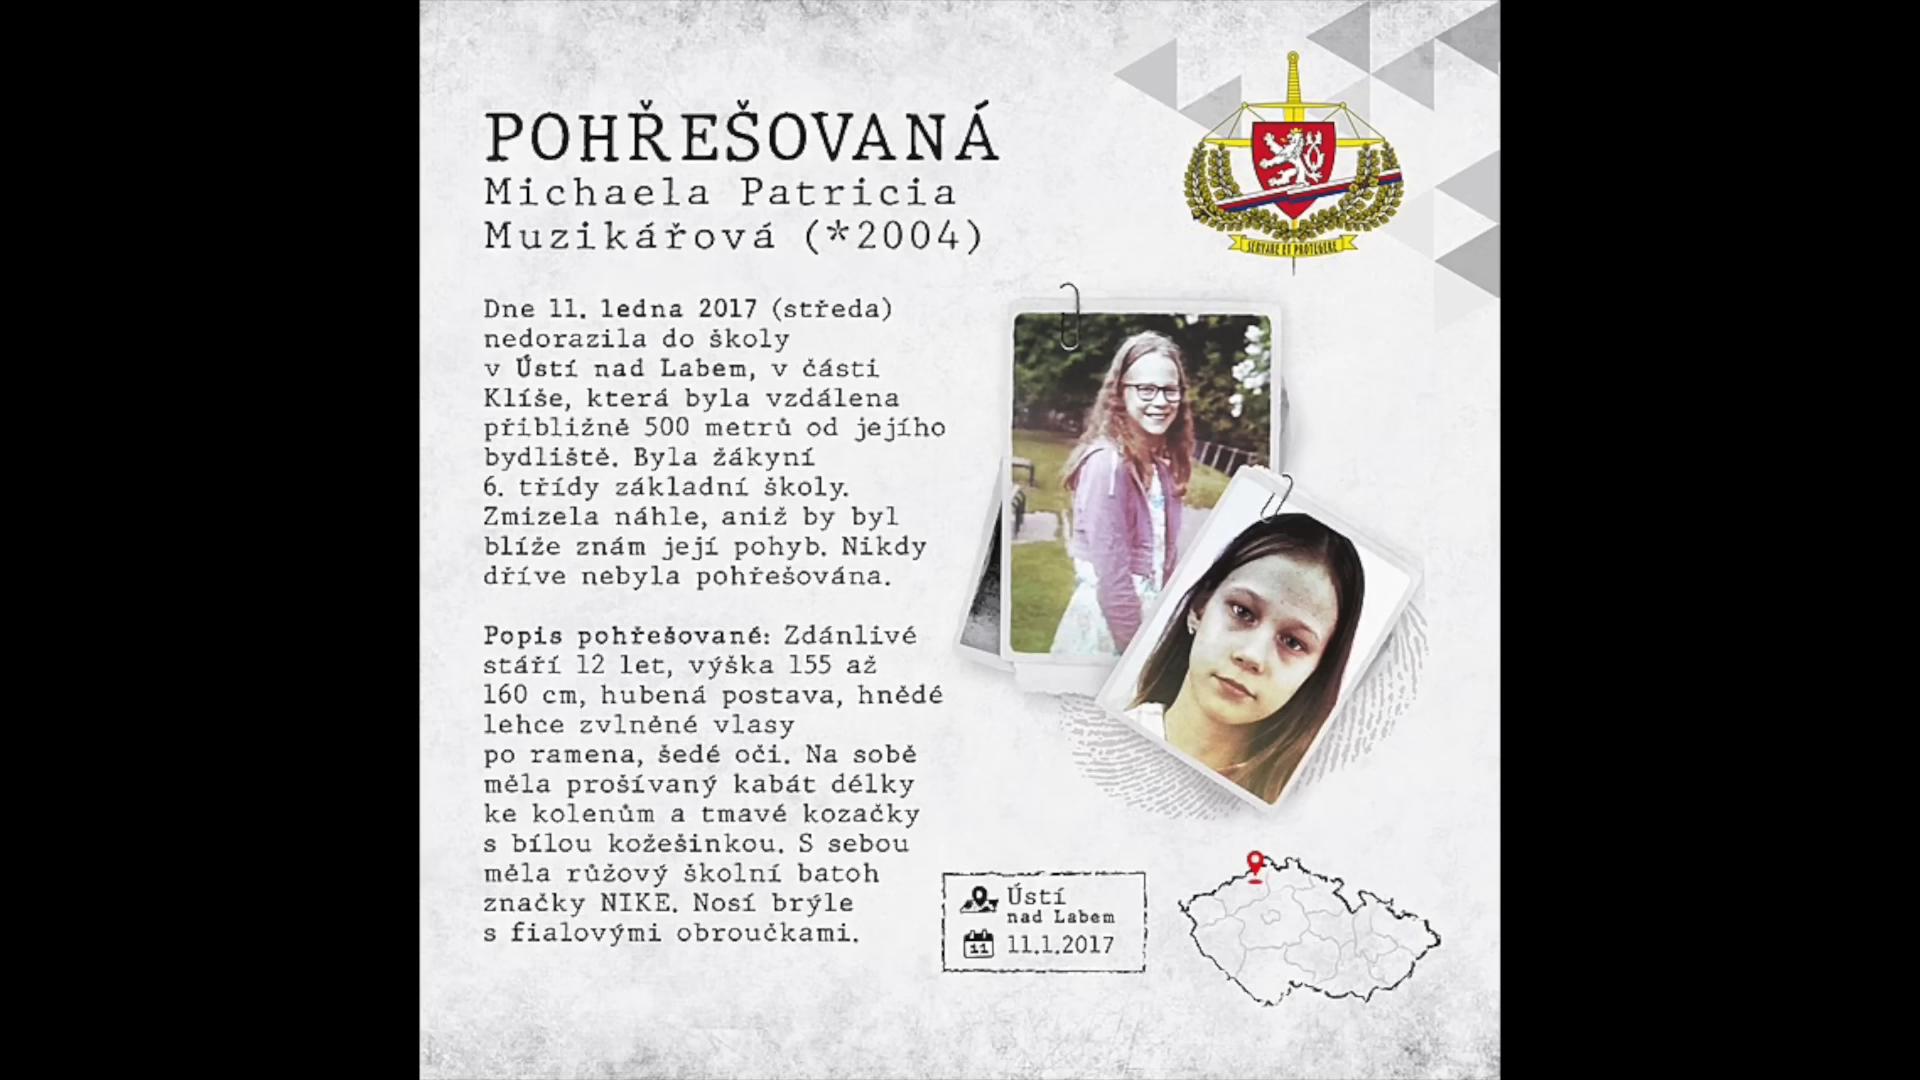 POHŘEŠOVANÁ
Michaela Patricia
Muzikářová (*2004)
Dne 11. ledna 2017 (středa)
nedorazila do školy
v Ústí nad Labem, v části
Klíše, která byla vzdálena
přibližně 500 metrů od jejího
bydliště. Byla žákyní
6. třídy základní školy.
Zmizela náhle, aniž by byl
blíže znám její pohyb. Nikdy
dříve nebyla pohřešována.
Popis pohřešované: Zdánlivé
stáří 12 let, výška 155 až
160 cm, hubená postava, hnědé
lehce zvlněné vlasy
po ramena, šedé oči. Na sobě
měla prošívaný kabát délky
ke kolenům a tmavé kozačky
s bílou kožešinkou. S sebou
měla růžový školní batoh
značky NIKE. Nosí brýle
s fialovými obroučkami.
SERVARE ET PROTEGERE
Ústí
nad Labem
11
11.1.2017